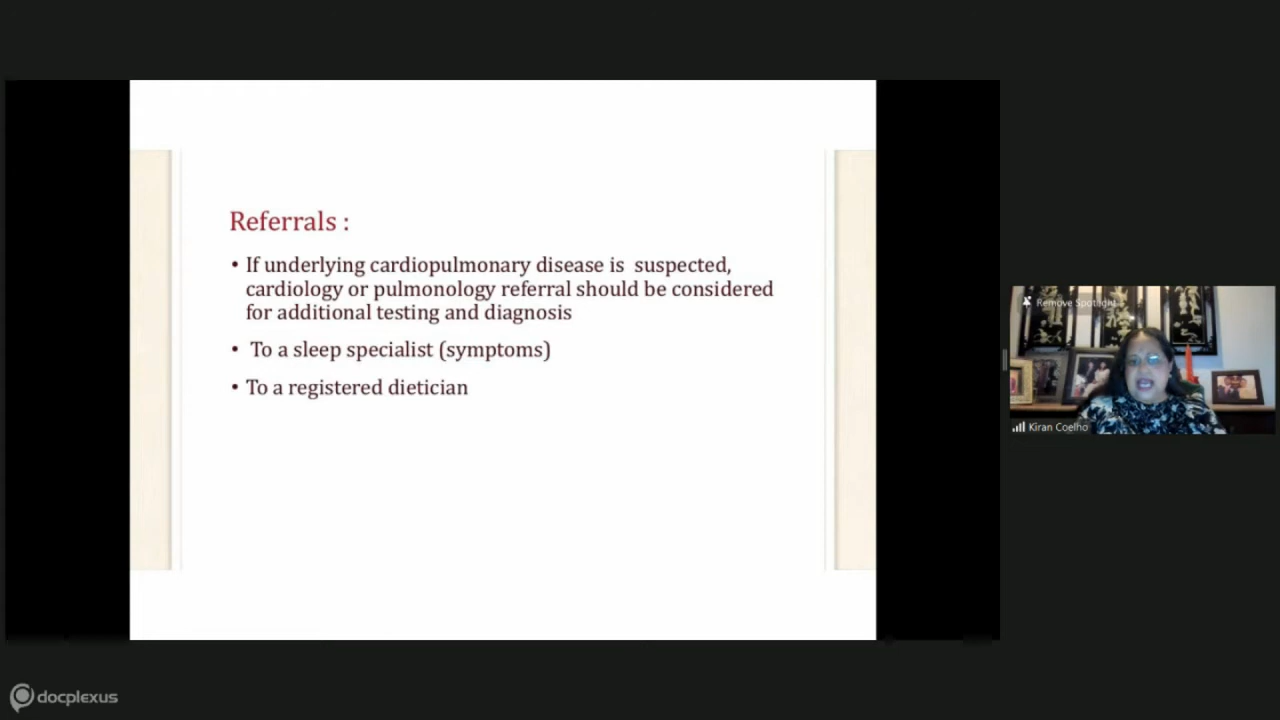 Referrals :
• If underlying cardiopulmonary disease is suspected,
cardiology or pulmonology referral should be considered
for additional testing and diagnosis
• To a sleep specialist (symptoms)
• To a registered dietician
Remove Spotlight
Kiran Coelho
docplexus